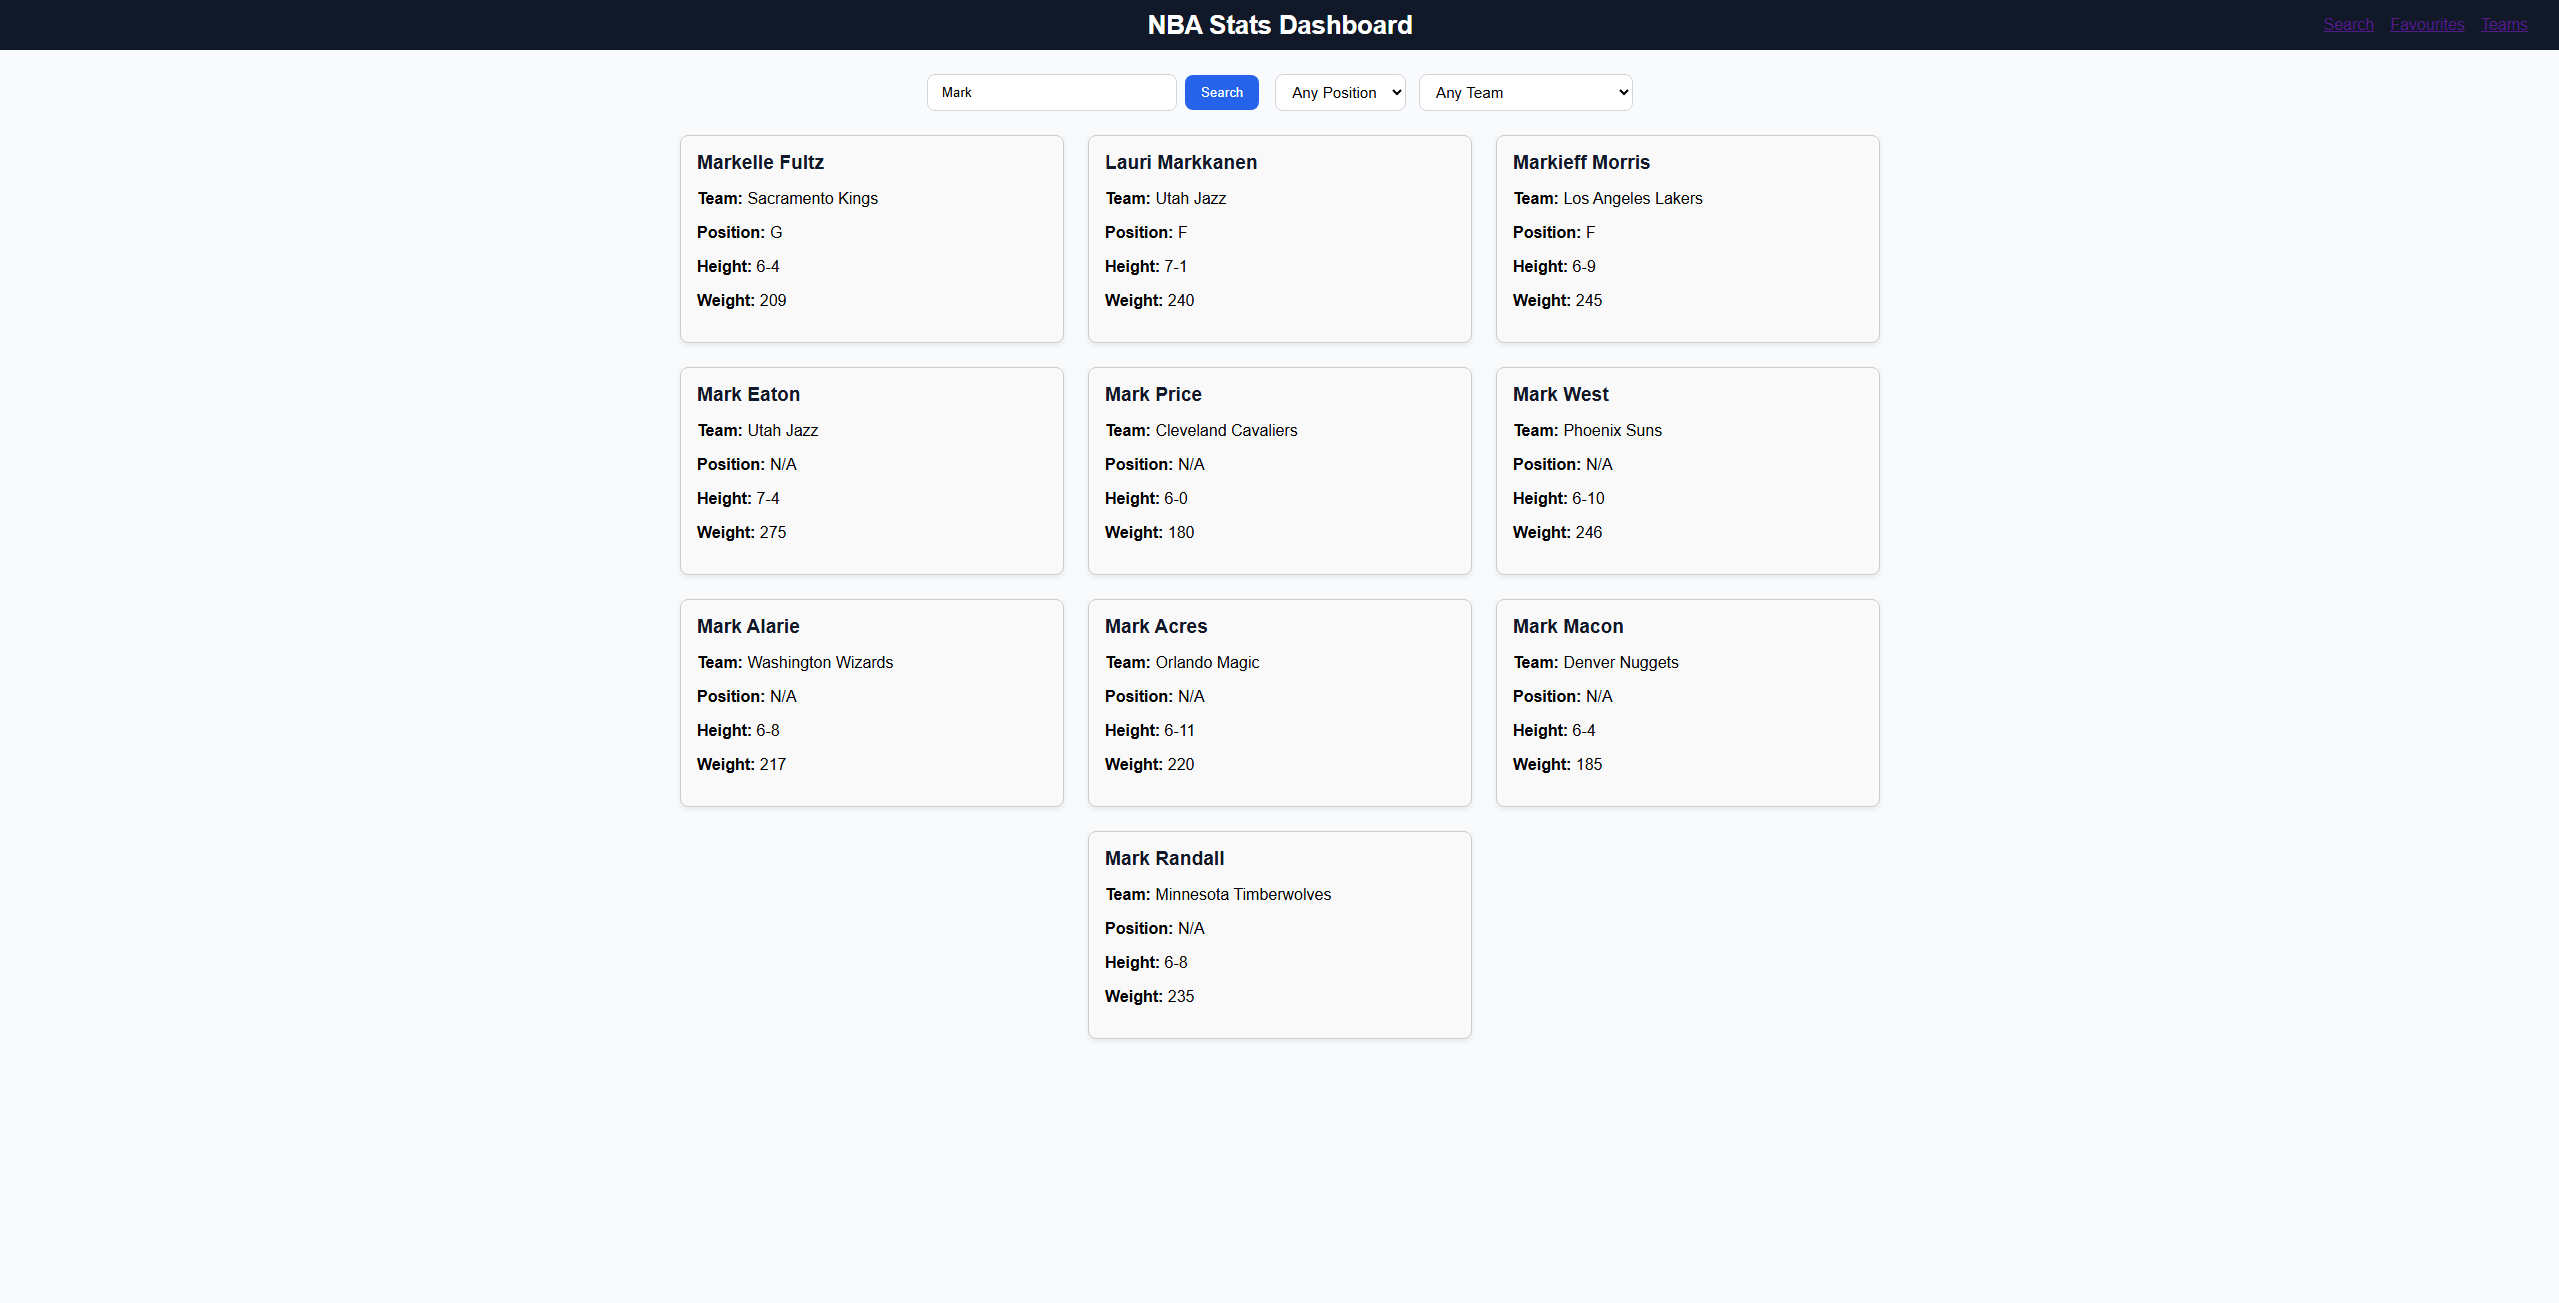 NBA Stats Dashboard
Search Favourites Teams
Mark Search Any Position Any Team
Markelle Fultz
Team: Sacramento Kings
Position: G
Height: 6-4
Weight: 209
Lauri Markkanen
Team: Utah Jazz
Position: F
Height: 7-1
Weight: 240
Markieff Morris
Team: Los Angeles Lakers
Position: F
Height: 6-9
Weight: 245
Mark Eaton
Team: Utah Jazz
Position: N/A
Height: 7-4
Weight: 275
Mark Price
Team: Cleveland Cavaliers
Position: N/A
Height: 6-0
Weight: 180
Mark West
Team: Phoenix Suns
Position: N/A
Height: 6-10
Weight: 246
Mark Alarie
Team: Washington Wizards
Position: N/A
Height: 6-8
Weight: 217
Mark Acres
Team: Orlando Magic
Position: N/A
Height: 6-11
Weight: 220
Mark Macon
Team: Denver Nuggets
Position: N/A
Height: 6-4
Weight: 185
Mark Randall
Team: Minnesota Timberwolves
Position: N/A
Height: 6-8
Weight: 235